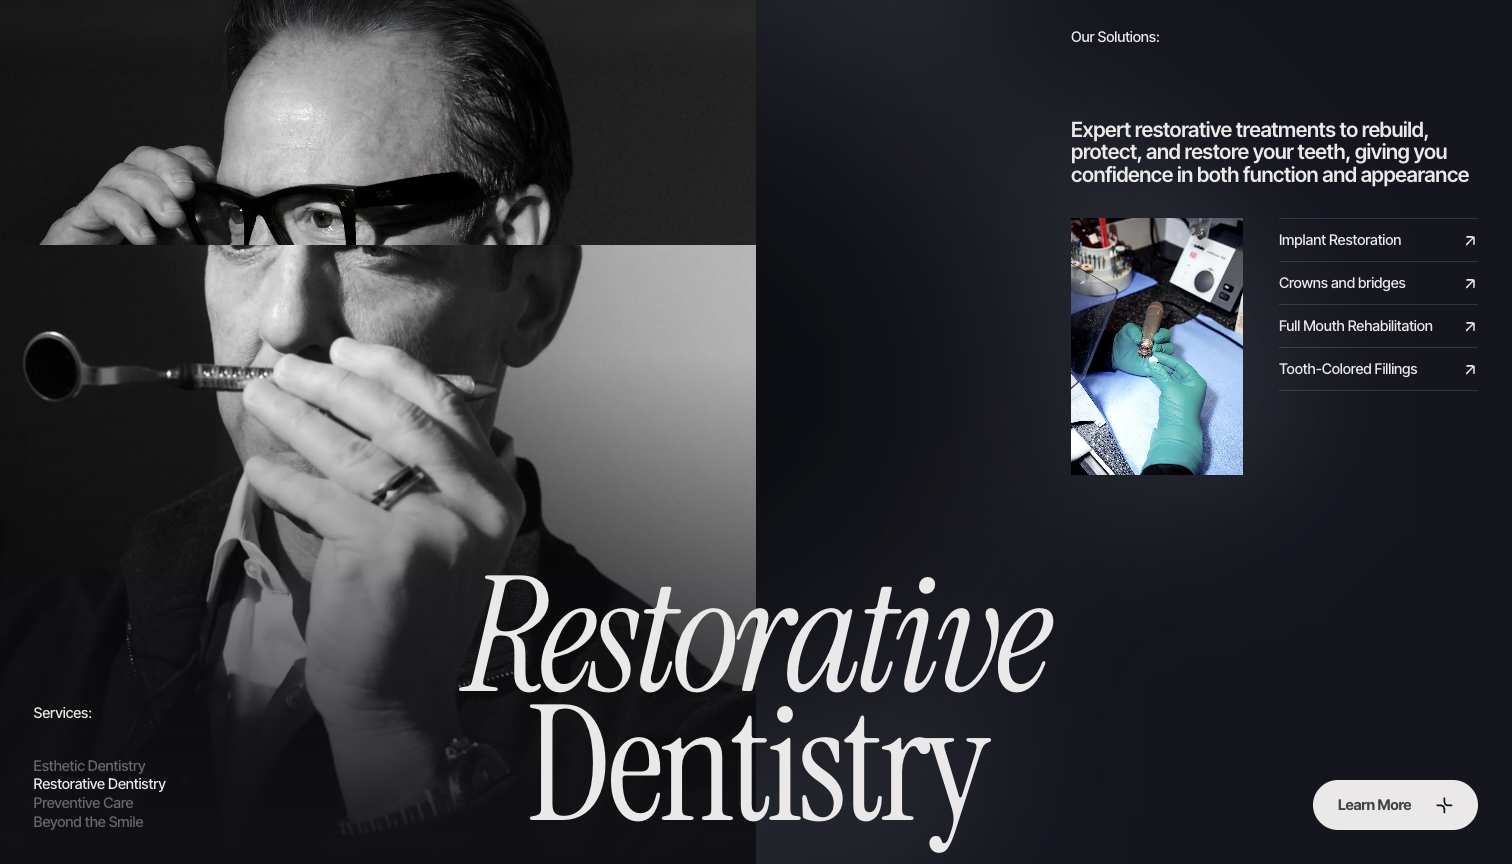 Our Solutions:
Expert restorative treatments to rebuild,
protect, and restore your teeth, giving you
confidence in both function and appearance
Implant Restoration
Crowns and bridges
Full Mouth Rehabilitation
Tooth-Colored Fillings
Restorative
Dentistry
Services:
Esthetic Dentistry
Restorative Dentistry
Preventive Care
Beyond the Smile
Learn More